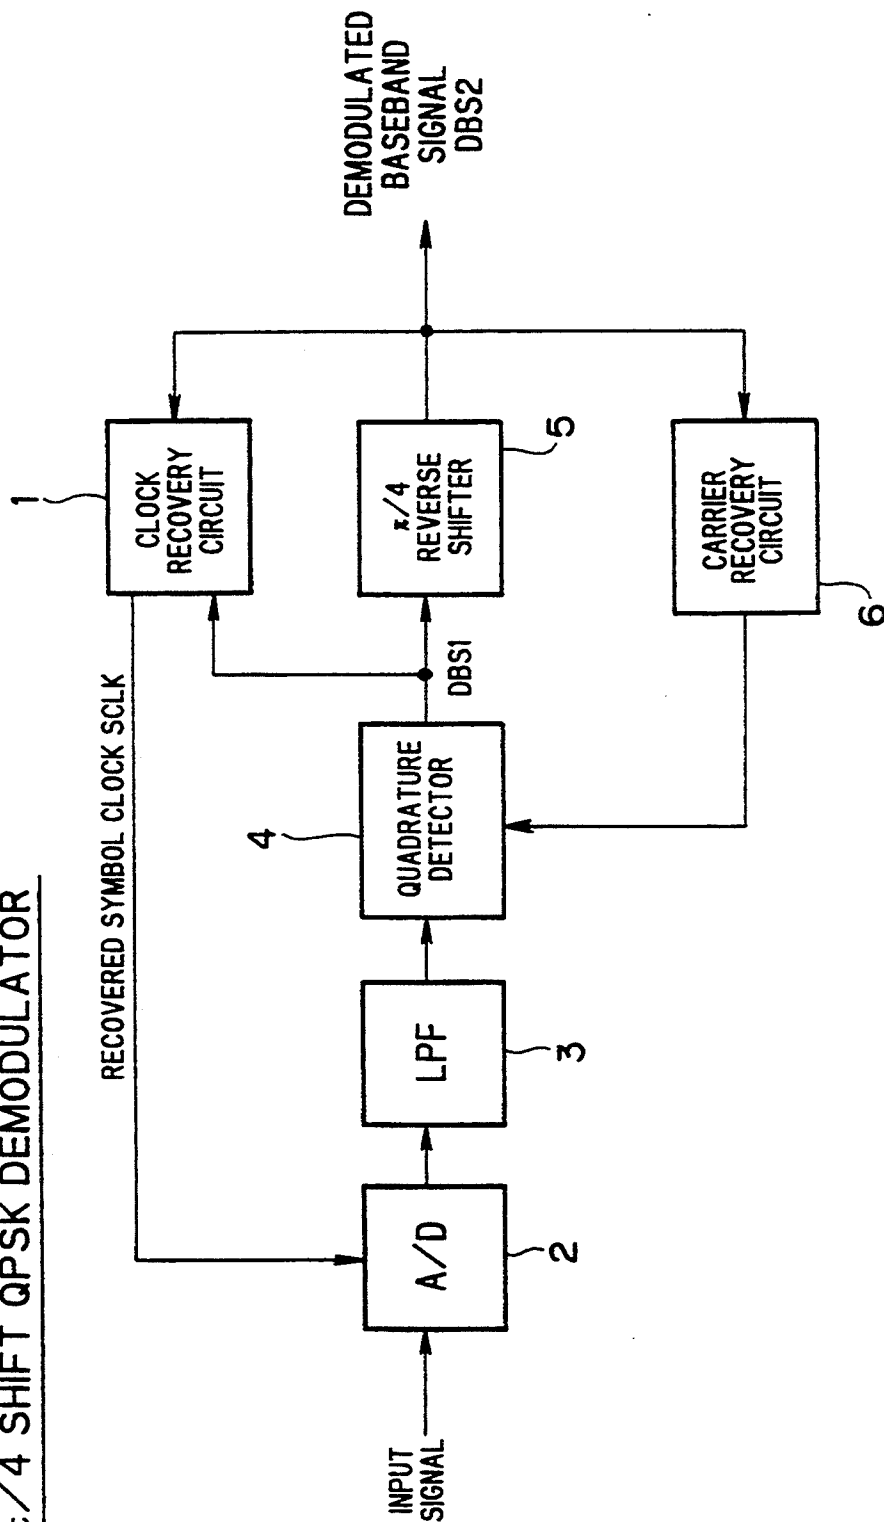 /4 SHIFT QPSK DEMODULATOR
RECOVERED SYMBOL CLOCK SCLK
1
CLOCK
RECOVERY
CIRCUIT
INPUT
SIGNAL
A/D
2
LPF
3
4
QUADRATURE
DETECTOR
DBS1
π/4
REVERSE
SHIFTER
5
DEMODULATED
BASEBAND
SIGNAL
DBS2
CARRIER
RECOVERY
CIRCUIT
6